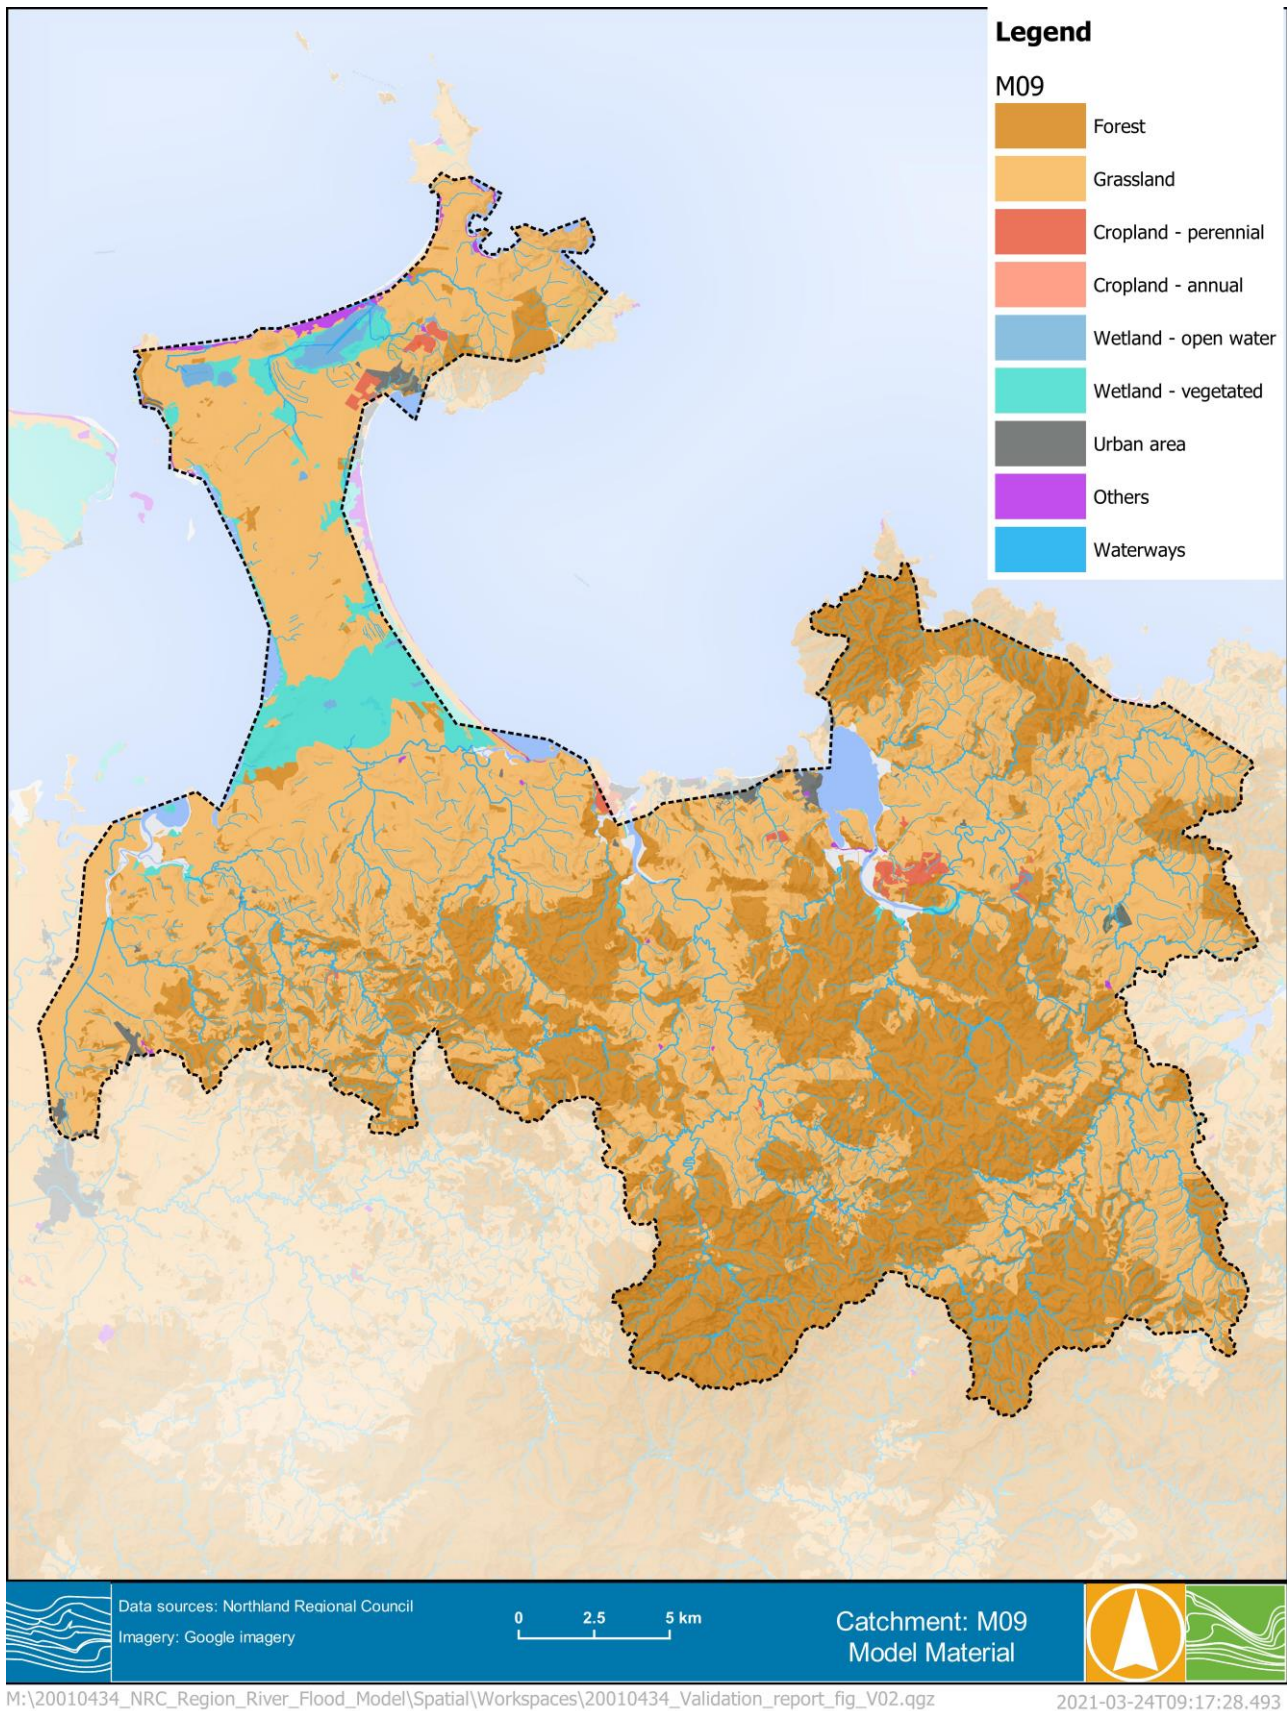 Legend
M09
Forest
Grassland
Cropland - perennial
Cropland - annual
Wetland - open water
Wetland - vegetated
Urban area
Others
Waterways
Data sources: Northland Regional Council
Imagery: Google imagery
0 2.5 5 km
Catchment: M09
Model Material
M:\20010434_NRC_Region_River_Flood_Model\Spatial\Workspaces\20010434_Validation_report_fig_V02.qgz
2021-03-24T09:17:28.493